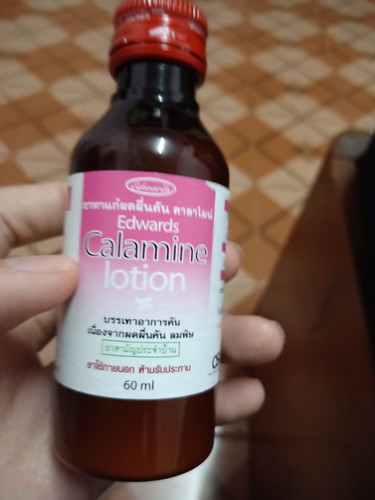 Edwards
ยาทาแก้ผดผื่นคัน คาลาไมน์
Edwards
Calamine
lotion
บรรเทาอาการคัน
เนื่องจากผดผื่นคัน ลมพิษ
ยาสามัญประจำบ้าน
ยาใช้ภายนอก ห้ามรับประทาน
60 ml